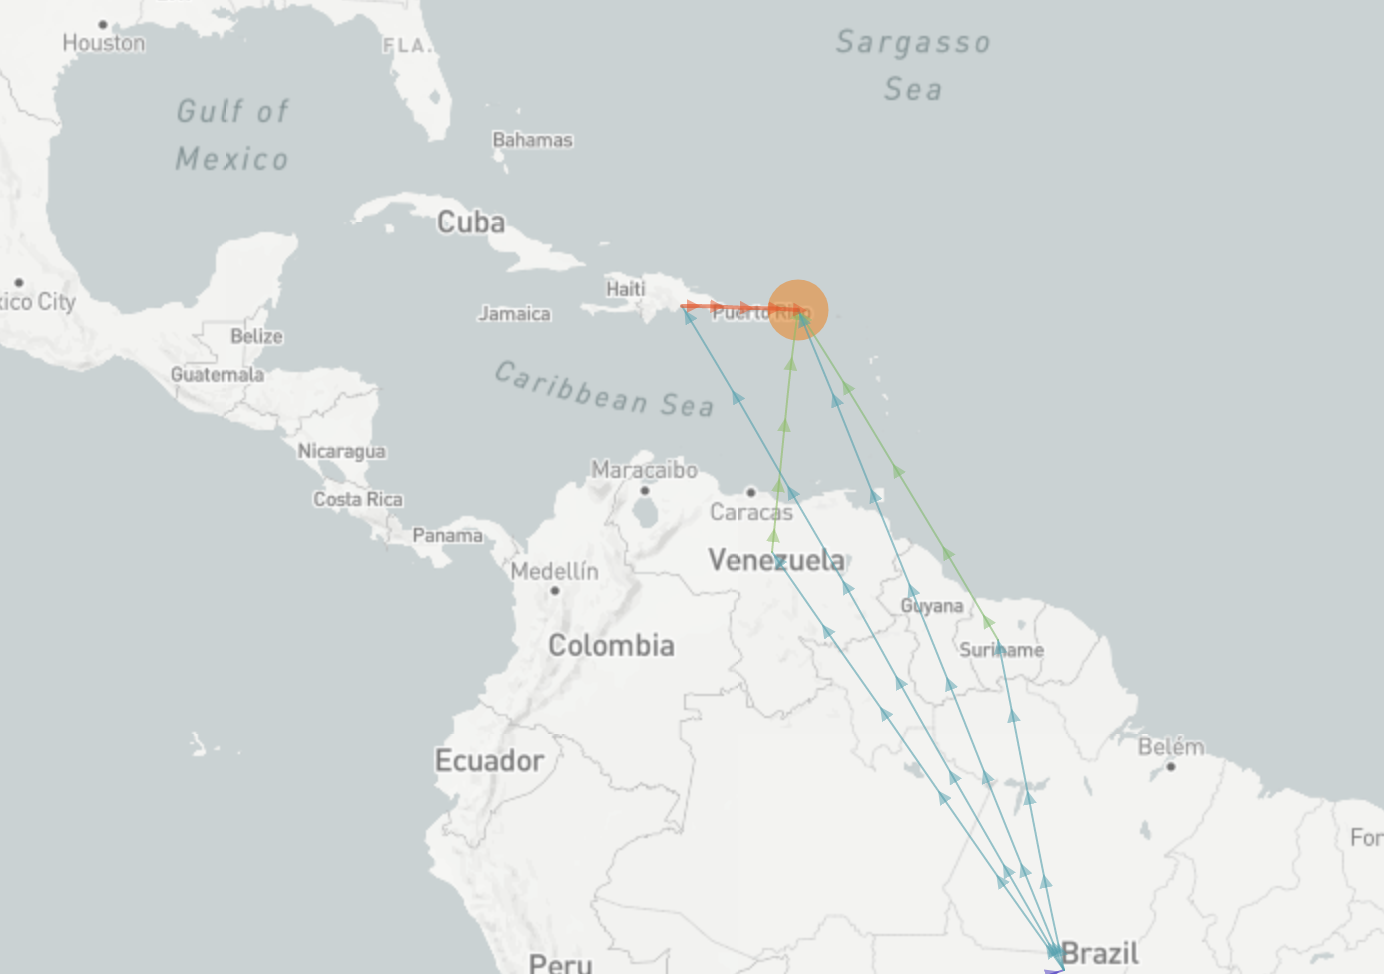 Houston
FLA.
Sargasso
Sea
Gulf of
Mexico
Bahamas
Cuba
Haiti
ico City
Jamaica
Puerto Rico
Belize
Guatemala
Caribbean Sea
Nicaragua
Maracaibo
Costa Rica
Caracas
Panama
Venezuela
Medellín
Guyana
Colombia
Suriname
Ecuador
Belém
For
Brazil
Peru